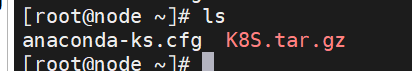 [root@node ~]# ls
anaconda-ks.cfg  K8S.tar.gz
[root@node ~]#